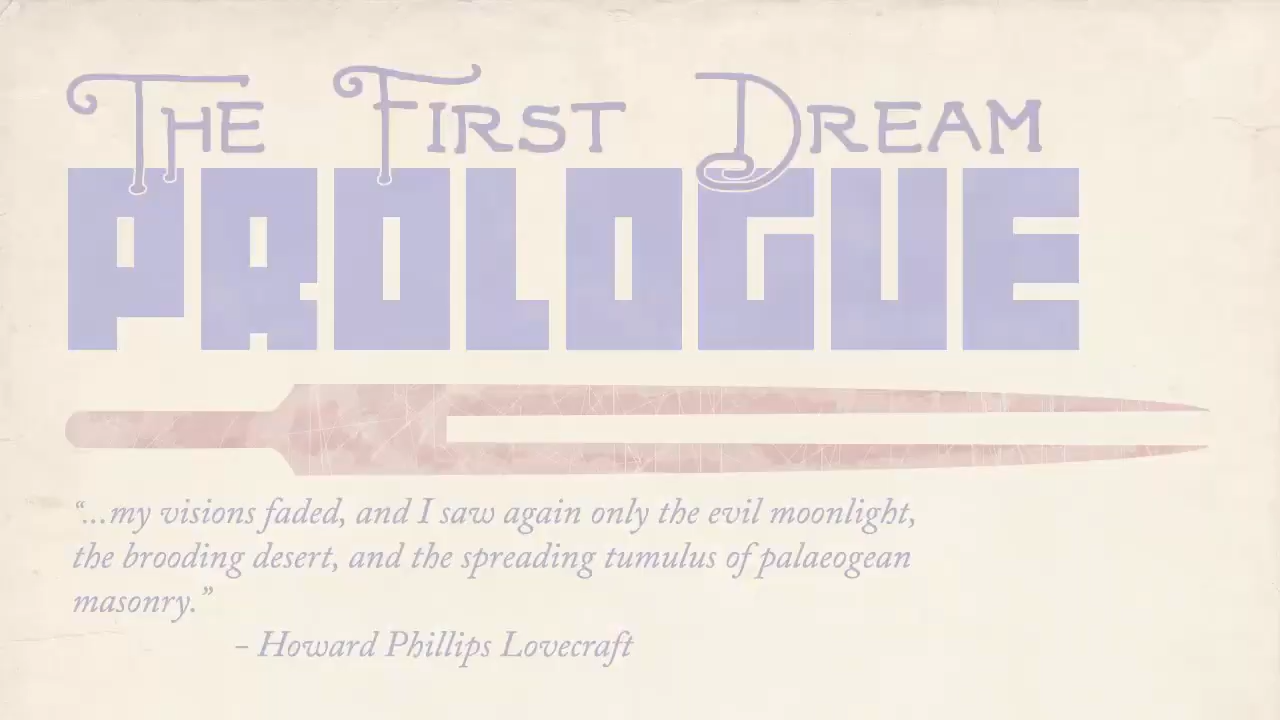 The First Dream
PROLOGUE
“...my visions faded, and I saw again only the evil moonlight,
the brooding desert, and the spreading tumulus of palaeogean
masonry.”
– Howard Phillips Lovecraft